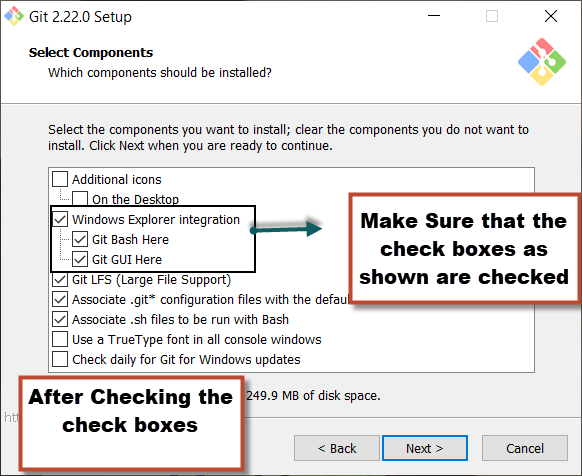 Git 2.22.0 Setup
Select Components
Which components should be installed?
Select the components you want to install; clear the components you do not want to
install. Click Next when you are ready to continue.
Additional icons
On the Desktop
Windows Explorer integration
Git Bash Here
Git GUI Here
Git LFS (Large File Support)
Associate .git* configuration files with the defau
Associate .sh files to be run with Bash
Use a TrueType font in all console windows
Check daily for Git for Windows updates
Make Sure that the
check boxes as
shown are checked
249.9 MB of disk space.
After Checking the
check boxes
< Back
Next >
Cancel